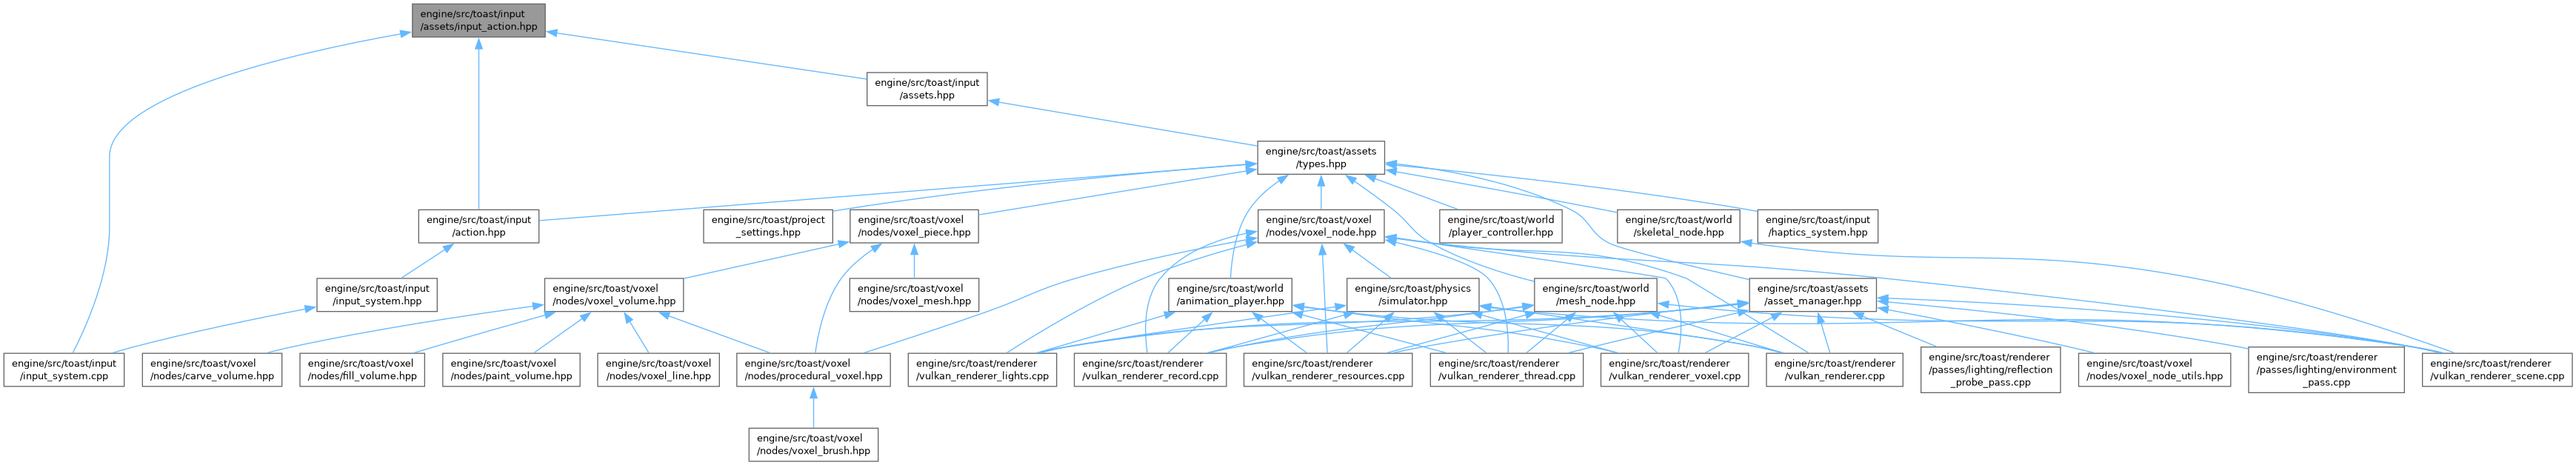 engine/src/toast/input
/assets/input_action.hpp
engine/src/toast/input
/assets.hpp
engine/src/toast/assets
/types.hpp
engine/src/toast/input
/action.hpp
engine/src/toast/project
_settings.hpp
engine/src/toast/voxel
/nodes/voxel_piece.hpp
engine/src/toast/voxel
/nodes/voxel_node.hpp
engine/src/toast/world
/player_controller.hpp
engine/src/toast/world
/skeletal_node.hpp
engine/src/toast/input
/haptics_system.hpp
engine/src/toast/input
/input_system.hpp
engine/src/toast/voxel
/nodes/voxel_volume.hpp
engine/src/toast/voxel
/nodes/voxel_mesh.hpp
engine/src/toast/world
/animation_player.hpp
engine/src/toast/physics
/simulator.hpp
engine/src/toast/world
/mesh_node.hpp
engine/src/toast/assets
/asset_manager.hpp
engine/src/toast/input
/input_system.cpp
engine/src/toast/voxel
/nodes/carve_volume.hpp
engine/src/toast/voxel
/nodes/fill_volume.hpp
engine/src/toast/voxel
/nodes/paint_volume.hpp
engine/src/toast/voxel
/nodes/voxel_line.hpp
engine/src/toast/voxel
/nodes/procedural_voxel.hpp
engine/src/toast/renderer
/vulkan_renderer_lights.cpp
engine/src/toast/renderer
/vulkan_renderer_record.cpp
engine/src/toast/renderer
/vulkan_renderer_resources.cpp
engine/src/toast/renderer
/vulkan_renderer_thread.cpp
engine/src/toast/renderer
/vulkan_renderer_voxel.cpp
engine/src/toast/renderer
/vulkan_renderer.cpp
engine/src/toast/renderer
/passes/lighting/reflection
_probe_pass.cpp
engine/src/toast/voxel
/nodes/voxel_node_utils.hpp
engine/src/toast/renderer
/passes/lighting/environment
_pass.cpp
engine/src/toast/renderer
/vulkan_renderer_scene.cpp
engine/src/toast/voxel
/nodes/voxel_brush.hpp